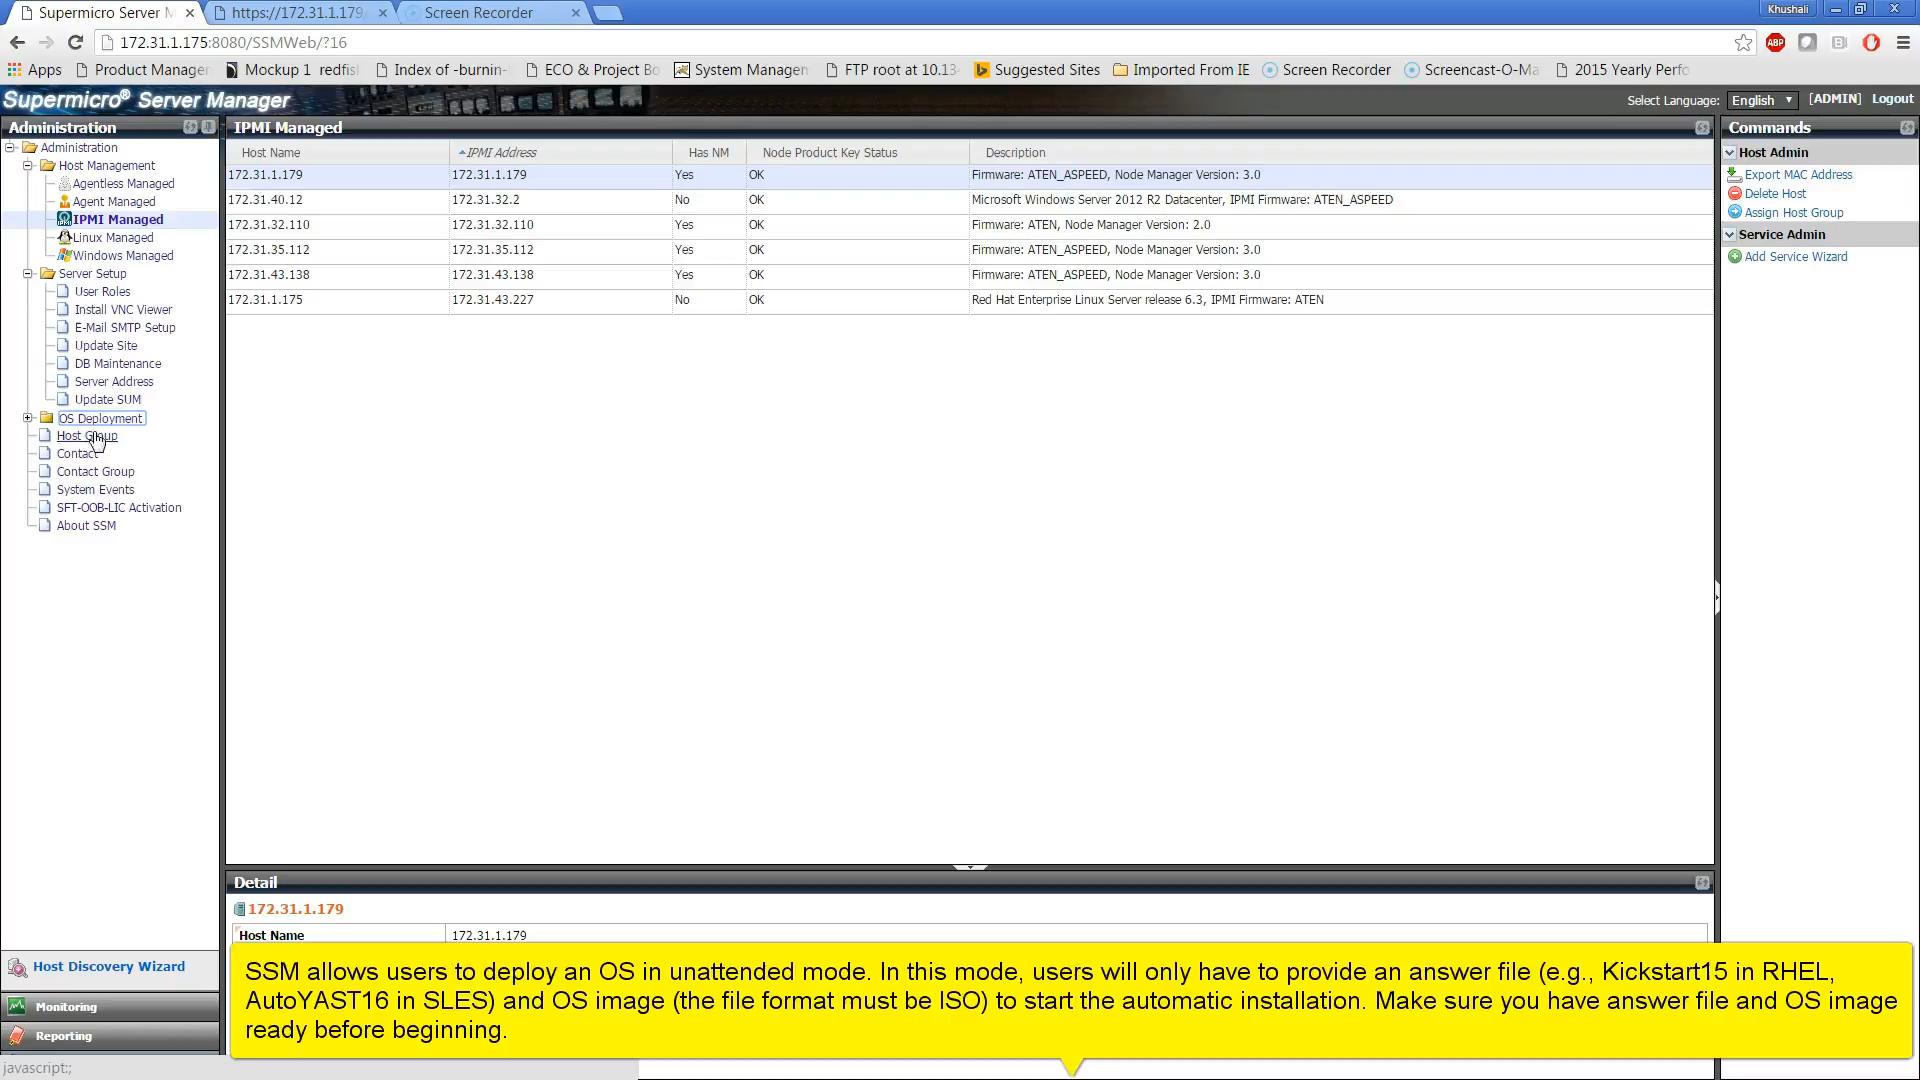 Supermicro Server M
https://172.31.1.179/
Screen Recorder
Khushali
172.31.1.175:8080/SSMWeb/?16
ABP
Apps
Product Manager
Mockup 1 redfis
Index of -burnin-
ECO & Project Bo
System Managem
FTP root at 10.13
Suggested Sites
Imported From IE
Screen Recorder
Screencast-O-Ma
2015 Yearly Perfo
Supermicro® Server Manager
Select Language:
English
[ADMIN]
Logout
Administration
Administration
Host Management
Agentless Managed
Agent Managed
IPMI Managed
Linux Managed
Windows Managed
Server Setup
User Roles
Install VNC Viewer
E-Mail SMTP Setup
Update Site
DB Maintenance
Server Address
Update SUM
OS Deployment
Host Group
Contact
Contact Group
System Events
SFT-OOB-LIC Activation
About SSM
Host Discovery Wizard
Monitoring
Reporting
javascript:;
IPMI Managed
Host Name IPMI Address Has NM Node Product Key Status Description
172.31.1.179 172.31.1.179 Yes OK Firmware: ATEN_ASPEED, Node Manager Version: 3.0
172.31.40.12 172.31.32.2 No OK Microsoft Windows Server 2012 R2 Datacenter, IPMI Firmware: ATEN_ASPEED
172.31.32.110 172.31.32.110 Yes OK Firmware: ATEN, Node Manager Version: 2.0
172.31.35.112 172.31.35.112 Yes OK Firmware: ATEN_ASPEED, Node Manager Version: 3.0
172.31.43.138 172.31.43.138 Yes OK Firmware: ATEN_ASPEED, Node Manager Version: 3.0
172.31.1.175 172.31.43.227 No OK Red Hat Enterprise Linux Server release 6.3, IPMI Firmware: ATEN
Detail
172.31.1.179
Host Name 172.31.1.179
SSM allows users to deploy an OS in unattended mode. In this mode, users will only have to provide an answer file (e.g., Kickstart15 in RHEL,
AutoYAST16 in SLES) and OS image (the file format must be ISO) to start the automatic installation. Make sure you have answer file and OS image
ready before beginning.
Commands
Host Admin
Export MAC Address
Delete Host
Assign Host Group
Service Admin
Add Service Wizard